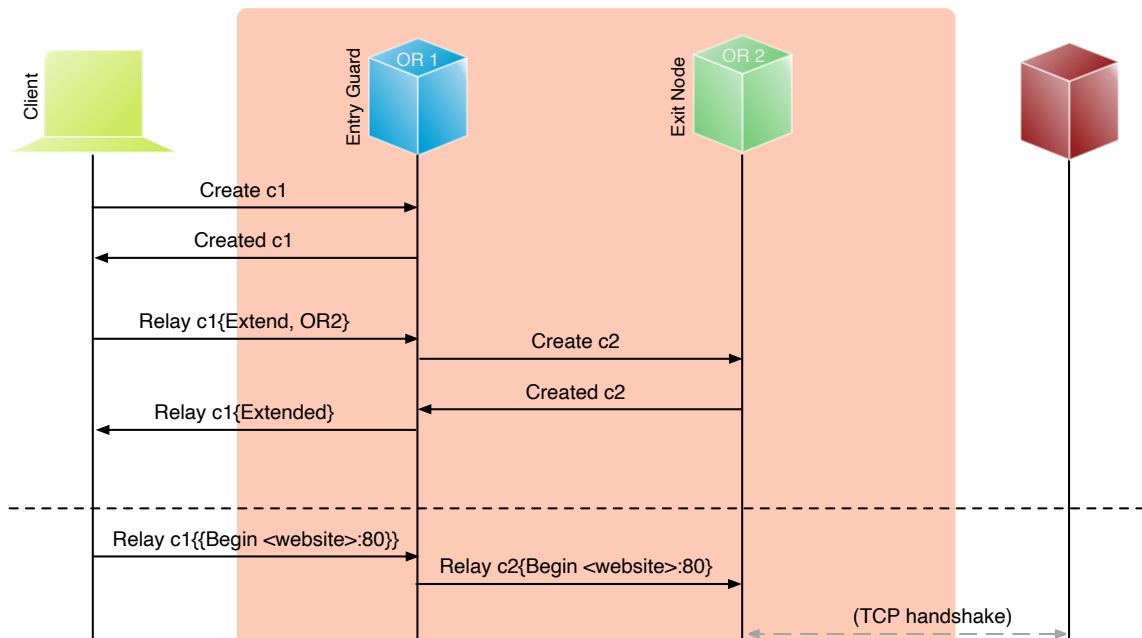 Client
Entry Guard
OR 1
Exit Node
OR 2
Create c1
Created c1
Relay c1{Extend, OR2}
Create c2
Created c2
Relay c1{Extended}
Relay c1{{Begin <website>:80}}
Relay c2{Begin <website>:80}
(TCP handshake)